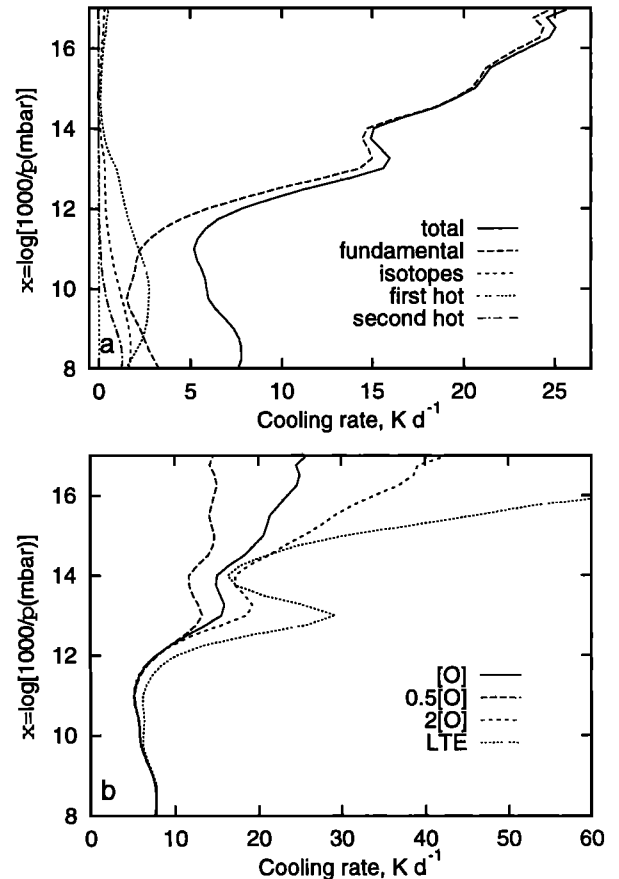 16
14
12
10
8
x=log[1000/p(mbar)]
total
fundamental
isotopes
first hot
second hot
a
0 5 10 15 20 25
Cooling rate, K d-1
16
14
12
10
8
x=log[1000/p(mbar)]
[O]
0.5[O]
2[O]
LTE
b
0 10 20 30 40 50 60
Cooling rate, K d-1